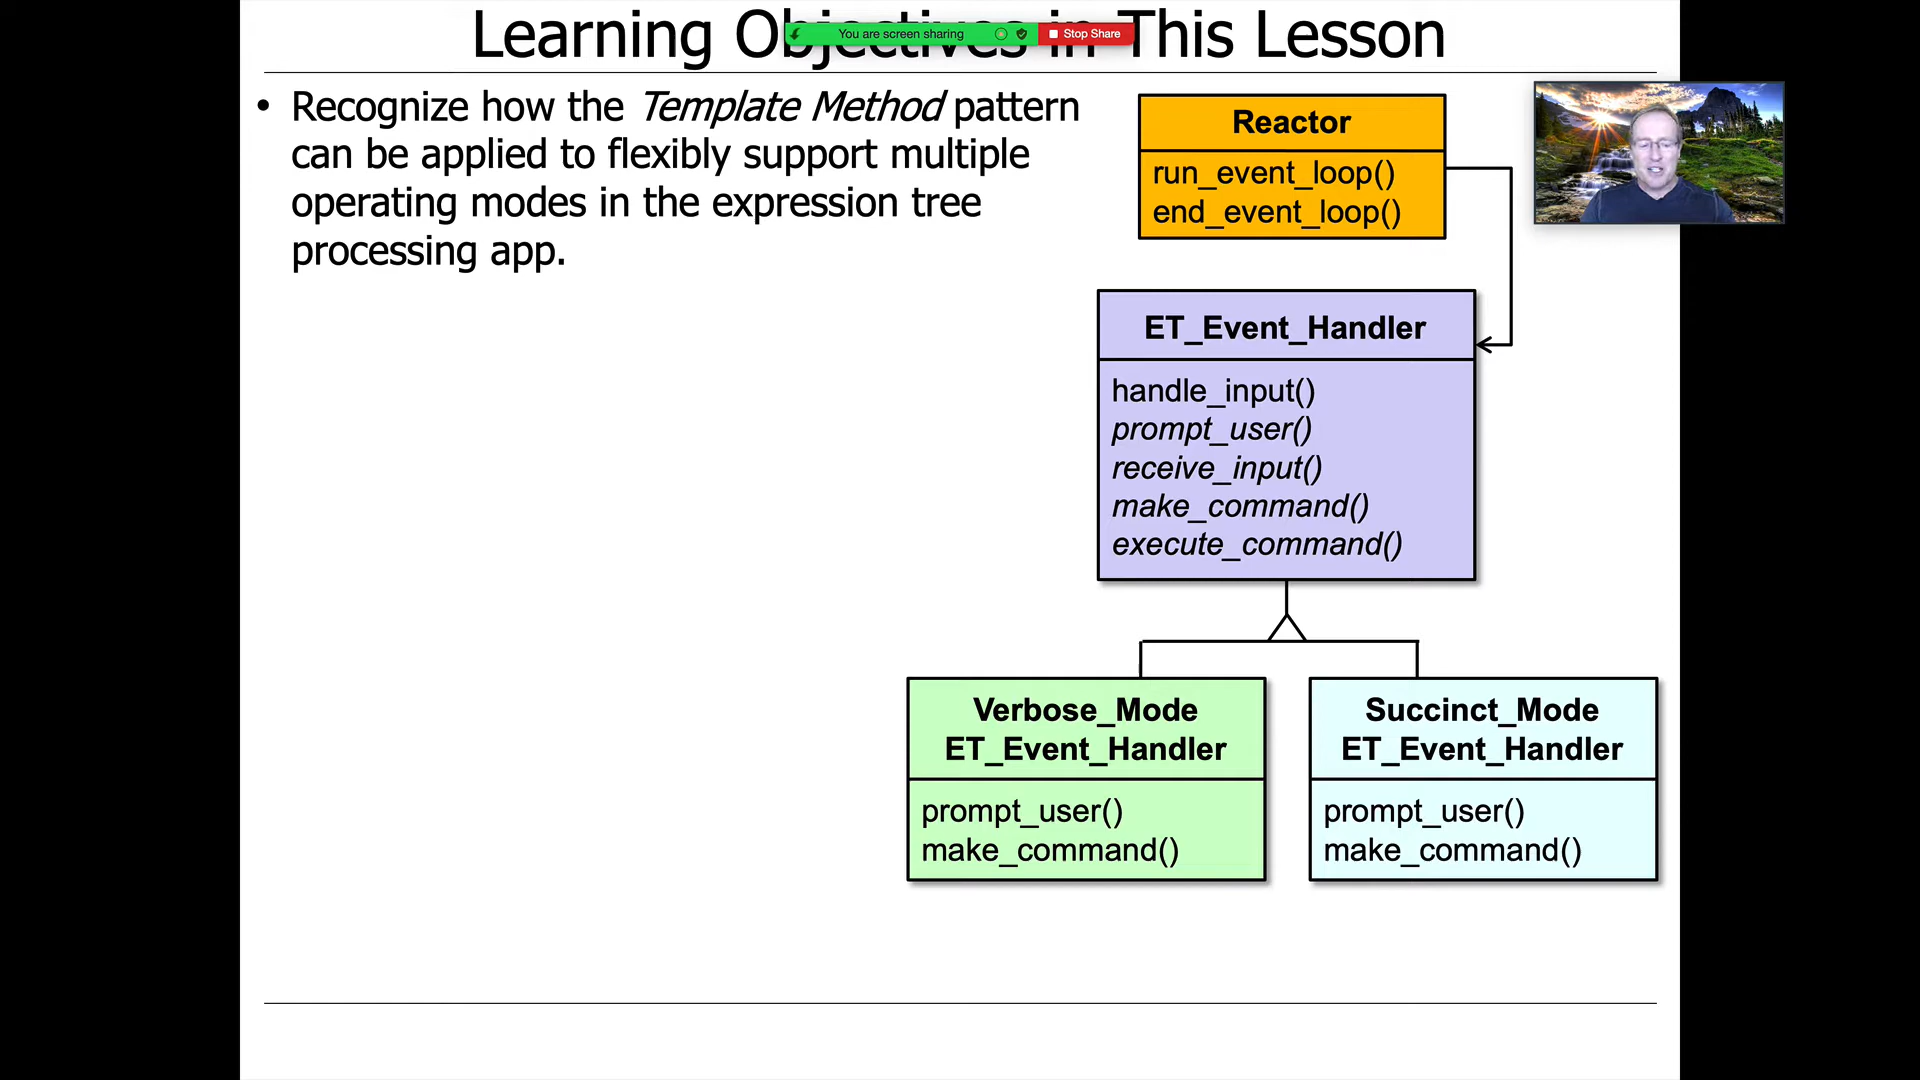 Learning Objectives in This Lesson
You are screen sharing
Stop Share
• Recognize how the Template Method pattern
can be applied to flexibly support multiple
operating modes in the expression tree
processing app.
Reactor
run_event_loop()
end_event_loop()
ET_Event_Handler
handle_input()
prompt_user()
receive_input()
make_command()
execute_command()
Verbose_Mode
ET_Event_Handler
prompt_user()
make_command()
Succinct_Mode
ET_Event_Handler
prompt_user()
make_command()